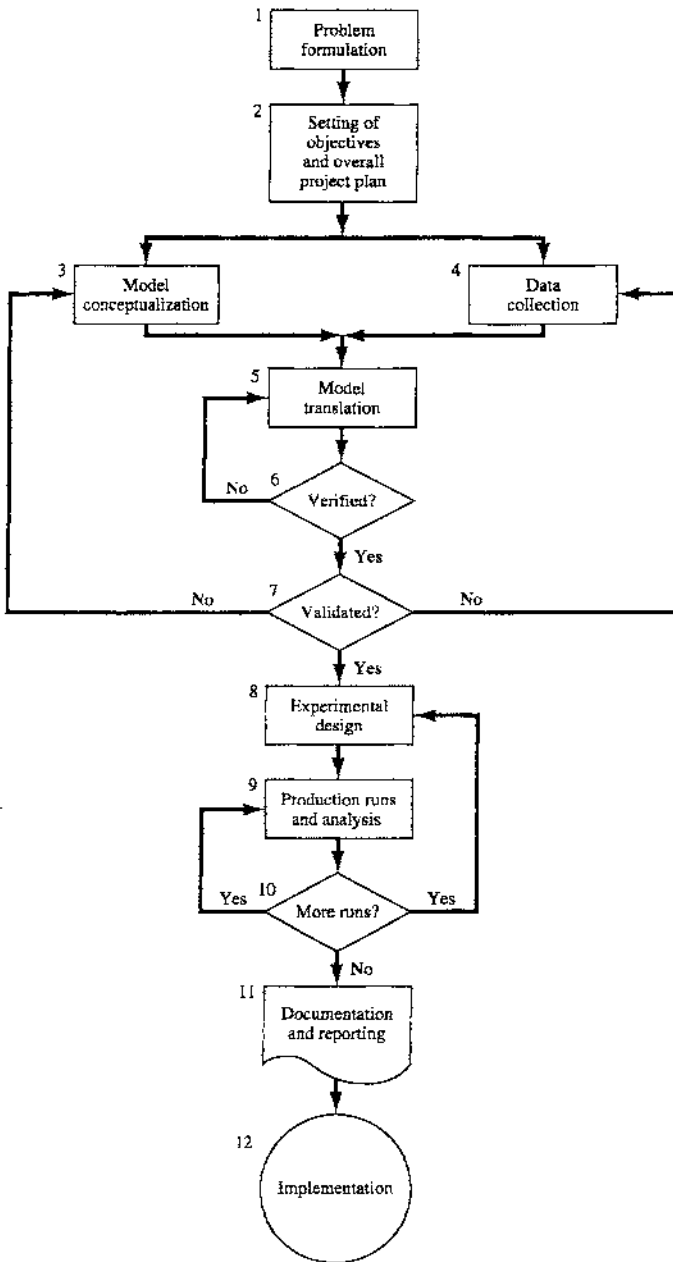 1
Problem
formulation
2
Setting of
objectives
and overall
project plan
3
Model
conceptualization
4
Data
collection
5
Model
translation
6
Verified?
No
Yes
7
Validated?
No
No
Yes
8
Experimental
design
9
Production runs
and analysis
10
More runs?
Yes
Yes
No
11
Documentation
and reporting
12
Implementation